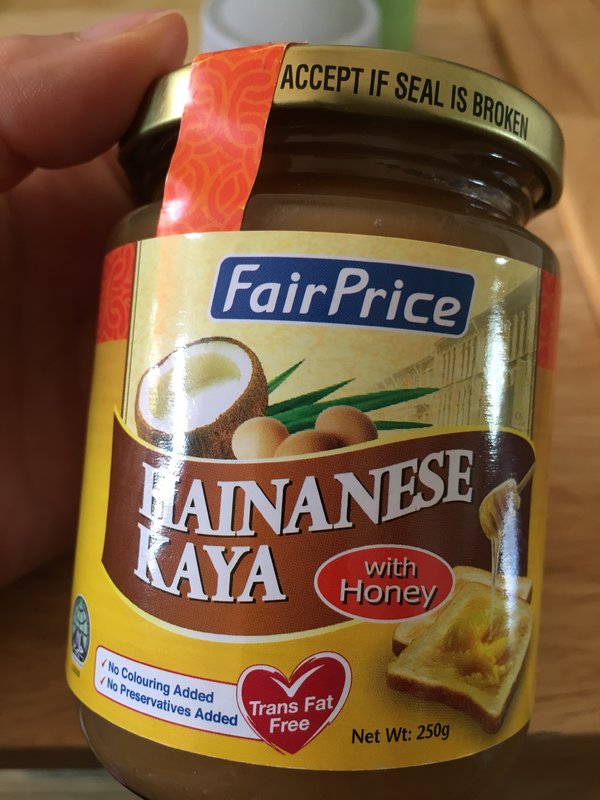 ACCEPT IF SEAL IS BROKEN
FairPrice
HAINANESE
KAYA
with
Honey
No Colouring Added
No Preservatives Added
Trans Fat
Free
Net Wt: 250g